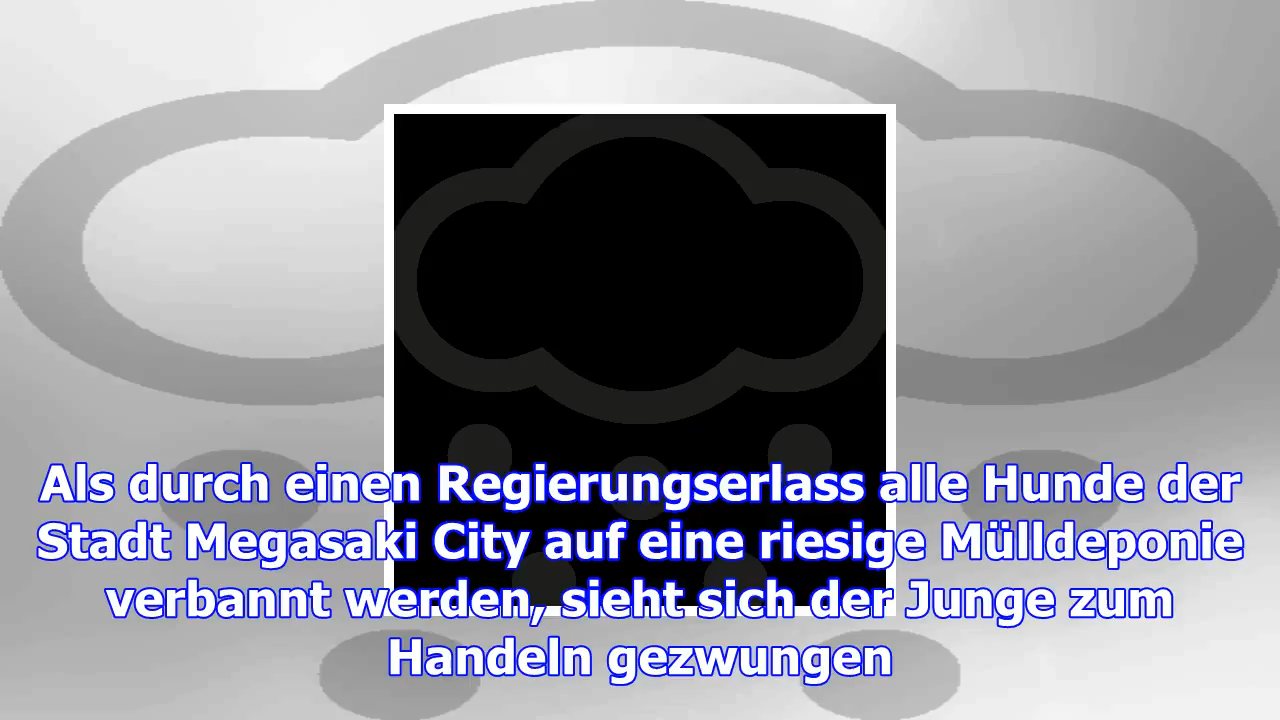 Als durch einen Regierungserlass alle Hunde der
Stadt Megasaki City auf eine riesige Mülldeponie
verbannt werden, sieht sich der Junge zum
Handeln gezwungen